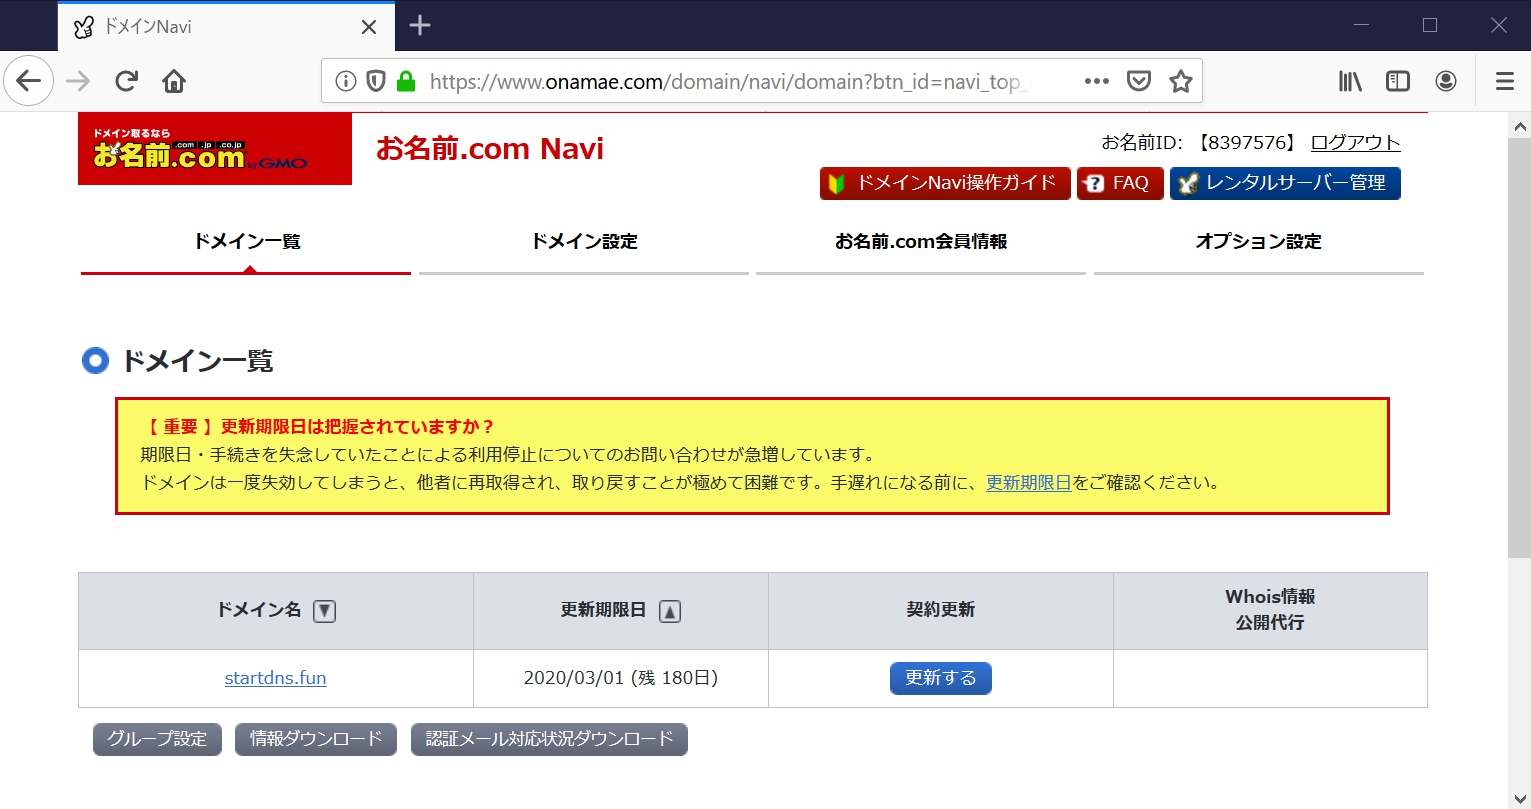 ドメインNavi
https://www.onamae.com/domain/navi/domain?btn_id=navi_top_
ドメイン取るなら
お名前.com
.com .jp .co.jp
by GMO
お名前.com Navi
お名前ID: 【8397576】 ログアウト
ドメインNavi操作ガイド
FAQ
レンタルサーバー管理
ドメイン一覧
ドメイン設定
お名前.com会員情報
オプション設定
ドメイン一覧
【 重要 】更新期限日は把握されていますか？
期限日・手続きを失念していたことによる利用停止についてのお問い合わせが急増しています。
ドメインは一度失効してしまうと、他者に再取得され、取り戻すことが極めて困難です。手遅れになる前に、更新期限日をご確認ください。
ドメイン名 ▼
更新期限日 ▲
契約更新
Whois情報
公開代行
startdns.fun
2020/03/01 (残 180日)
更新する
グループ設定
情報ダウンロード
認証メール対応状況ダウンロード